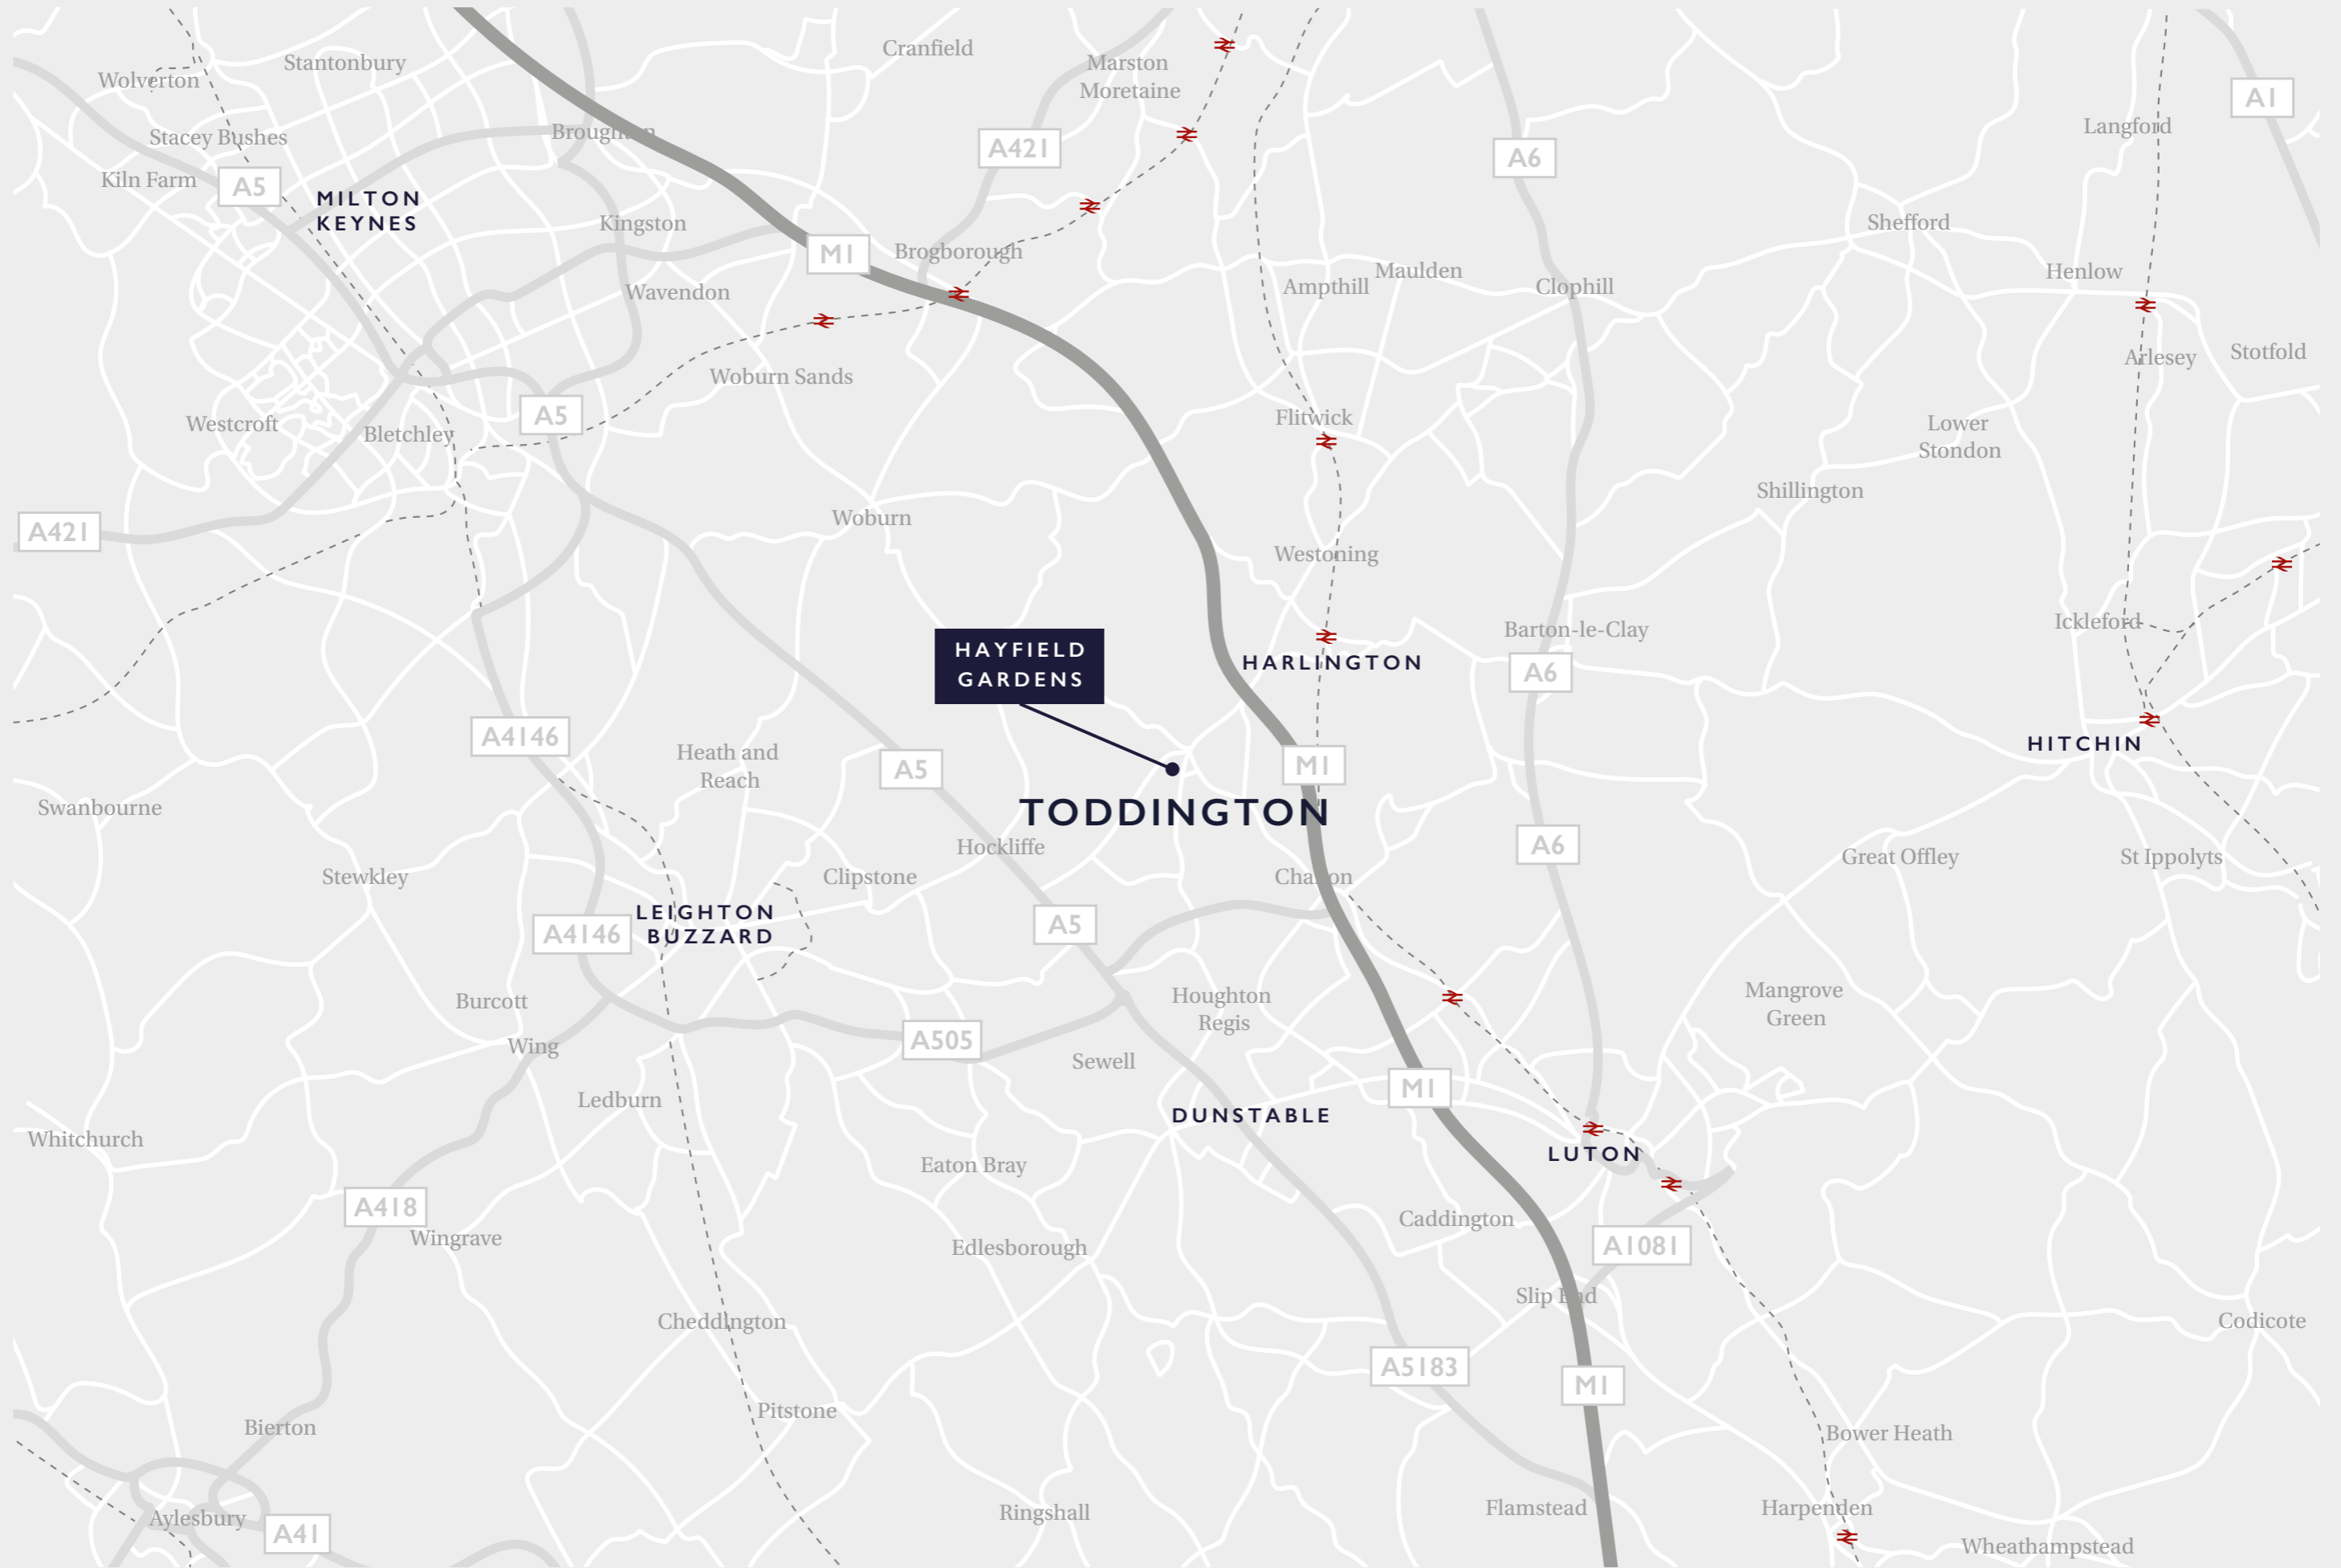 Cranfield
Stantonbury
Marston
Moretaine
Wolverton
A1
Langford
Stacey Bushes
Broughton
A421
A6
Kiln Farm
A5
MILTON
KEYNES
Kingston
Shefford
M1
Brogborough
Maulden
Henlow
Ampthill
Clophill
Wavendon
Stotfold
Arlesey
Woburn Sands
A5
Flitwick
Westcroft
Bletchley
Lower
Stondon
Shillington
Woburn
A421
Westoning
Ickleford
Barton-le-Clay
HAYFIELD
GARDENS
HARLINGTON
A6
A4146
HITCHIN
Heath and
Reach
A5
M1
Swanbourne
TODDINGTON
Hockliffe
A6
Great Offley
St Ippolyts
Stewkley
Clipstone
Chalton
LEIGHTON
BUZZARD
A4146
A5
Burcott
Houghton
Regis
Mangrove
Green
Wing
A505
Sewell
M1
Ledburn
DUNSTABLE
Whitchurch
LUTON
Eaton Bray
A418
Wingrave
Caddington
A1081
Edlesborough
Slip End
Cheddington
Codicote
A5183
M1
Pitstone
Bierton
Bower Heath
Aylesbury
A41
Ringshall
Flamstead
Harpenden
Wheathampstead